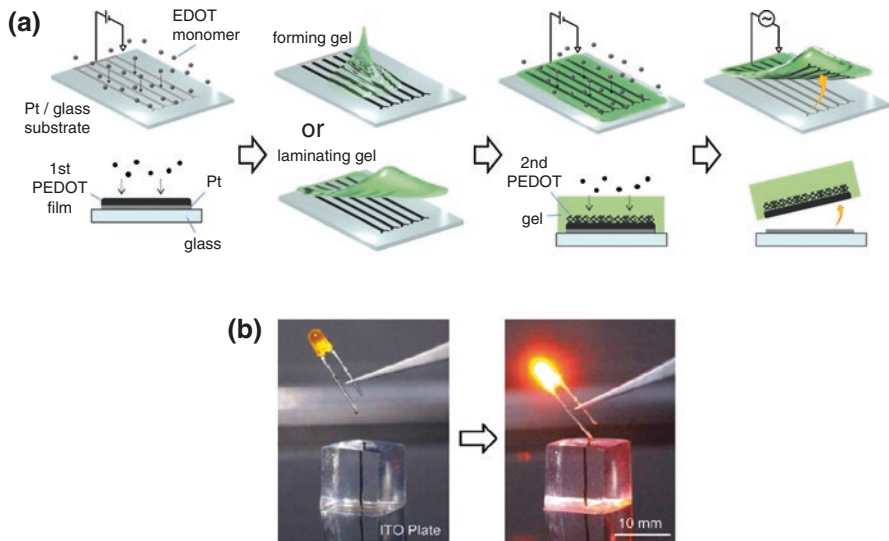 (a)
EDOT
monomer
Pt / glass
substrate
1st
PEDOT
film
Pt
glass
forming gel
or
laminating gel
2nd
PEDOT
gel
(b)
ITO Plate
10 mm